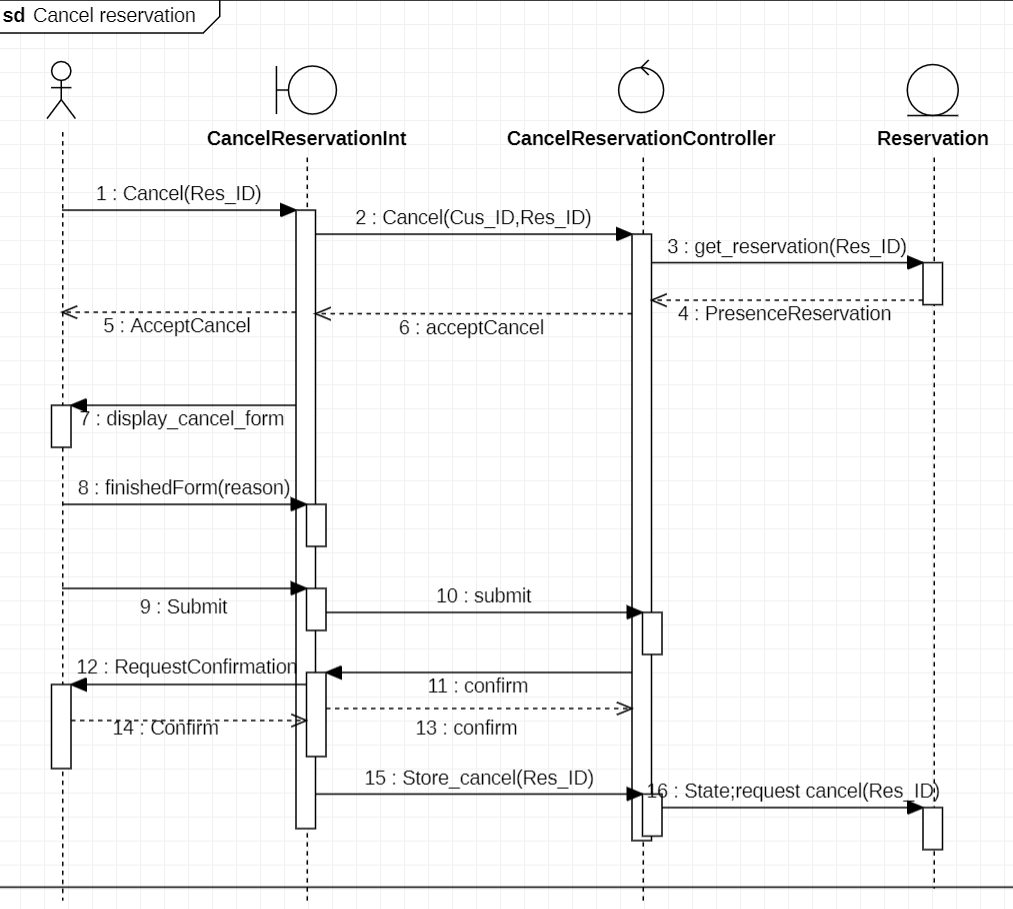 sd Cancel reservation
CancelReservationInt
CancelReservationController
Reservation
1 : Cancel(Res_ID)
2 : Cancel(Cus_ID,Res_ID)
3 : get_reservation(Res_ID)
4 : PresenceReservation
5 : AcceptCancel
6 : acceptCancel
7 : display_cancel_form
8 : finishedForm(reason)
9 : Submit
10 : submit
12 : RequestConfirmation
11 : confirm
14 : Confirm
13 : confirm
15 : Store_cancel(Res_ID)
16 : State;request cancel(Res_ID)